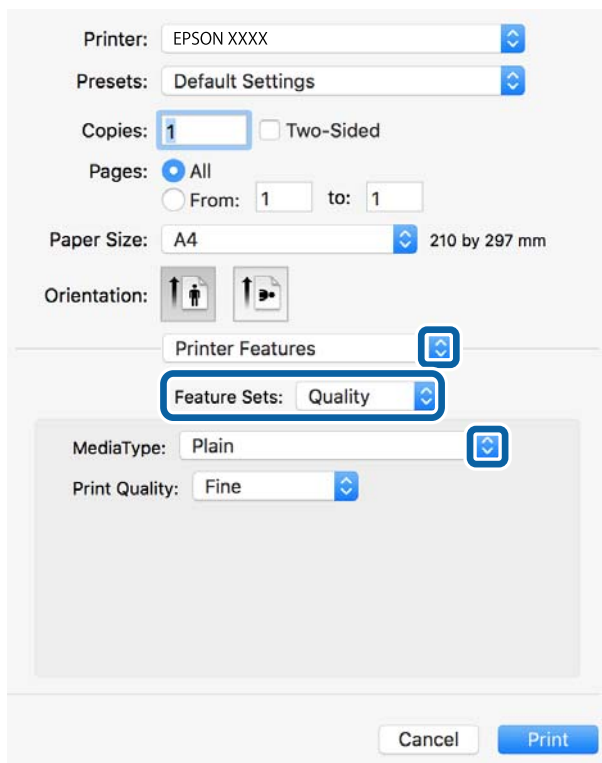 Printer: EPSON XXXX
Presets: Default Settings
Copies: 1 Two-Sided
Pages: All
From: 1 to: 1
Paper Size: A4 210 by 297 mm
Orientation:
Printer Features
Feature Sets: Quality
MediaType: Plain
Print Quality: Fine
Cancel Print